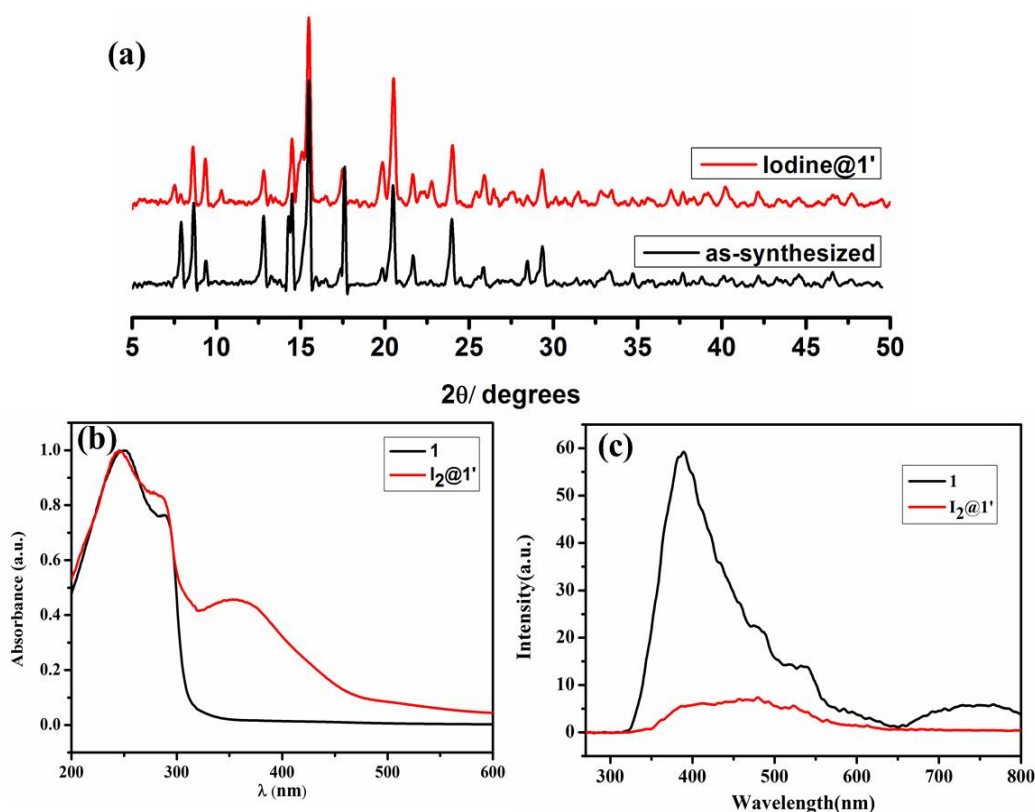 (a)
Iodine@1'
as-synthesized
5 10 15 20 25 30 35 40 45 50
2θ/ degrees
(b)
1
I₂@1'
1.0
0.8
0.6
0.4
0.2
0.0
Absorbance (a.u.)
200 300 400 500 600
λ (nm)
(c)
1
I₂@1'
60
50
40
30
20
10
0
Intensity(a.u.)
300 400 500 600 700 800
Wavelength(nm)